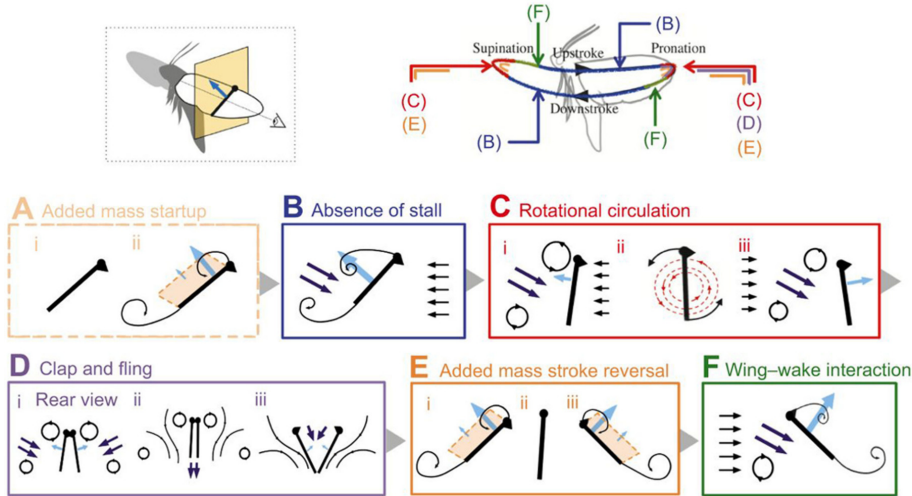 (F)
(B)
Supination
Upstroke
Pronation
(C)
(E)
Downstroke
(B)
(F)
(C)
(D)
(E)
A Added mass startup
i
ii
B Absence of stall
C Rotational circulation
i
ii
iii
D Clap and fling
i Rear view
ii
iii
E Added mass stroke reversal
i
ii
iii
F Wing–wake interaction